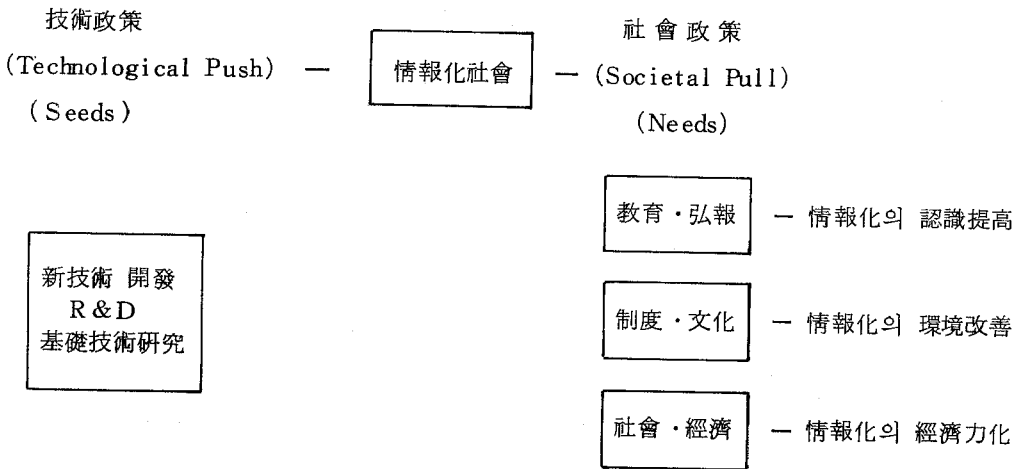 技術政策
(Technological Push) —
(Seeds)
情報化社會
社會政策
— (Societal Pull)
(Needs)
新技術 開發
R&D
基礎技術硏究
教育·弘報 — 情報化의 認識提高
制度·文化 — 情報化의 環境改善
社會·經濟 — 情報化의 經濟力化